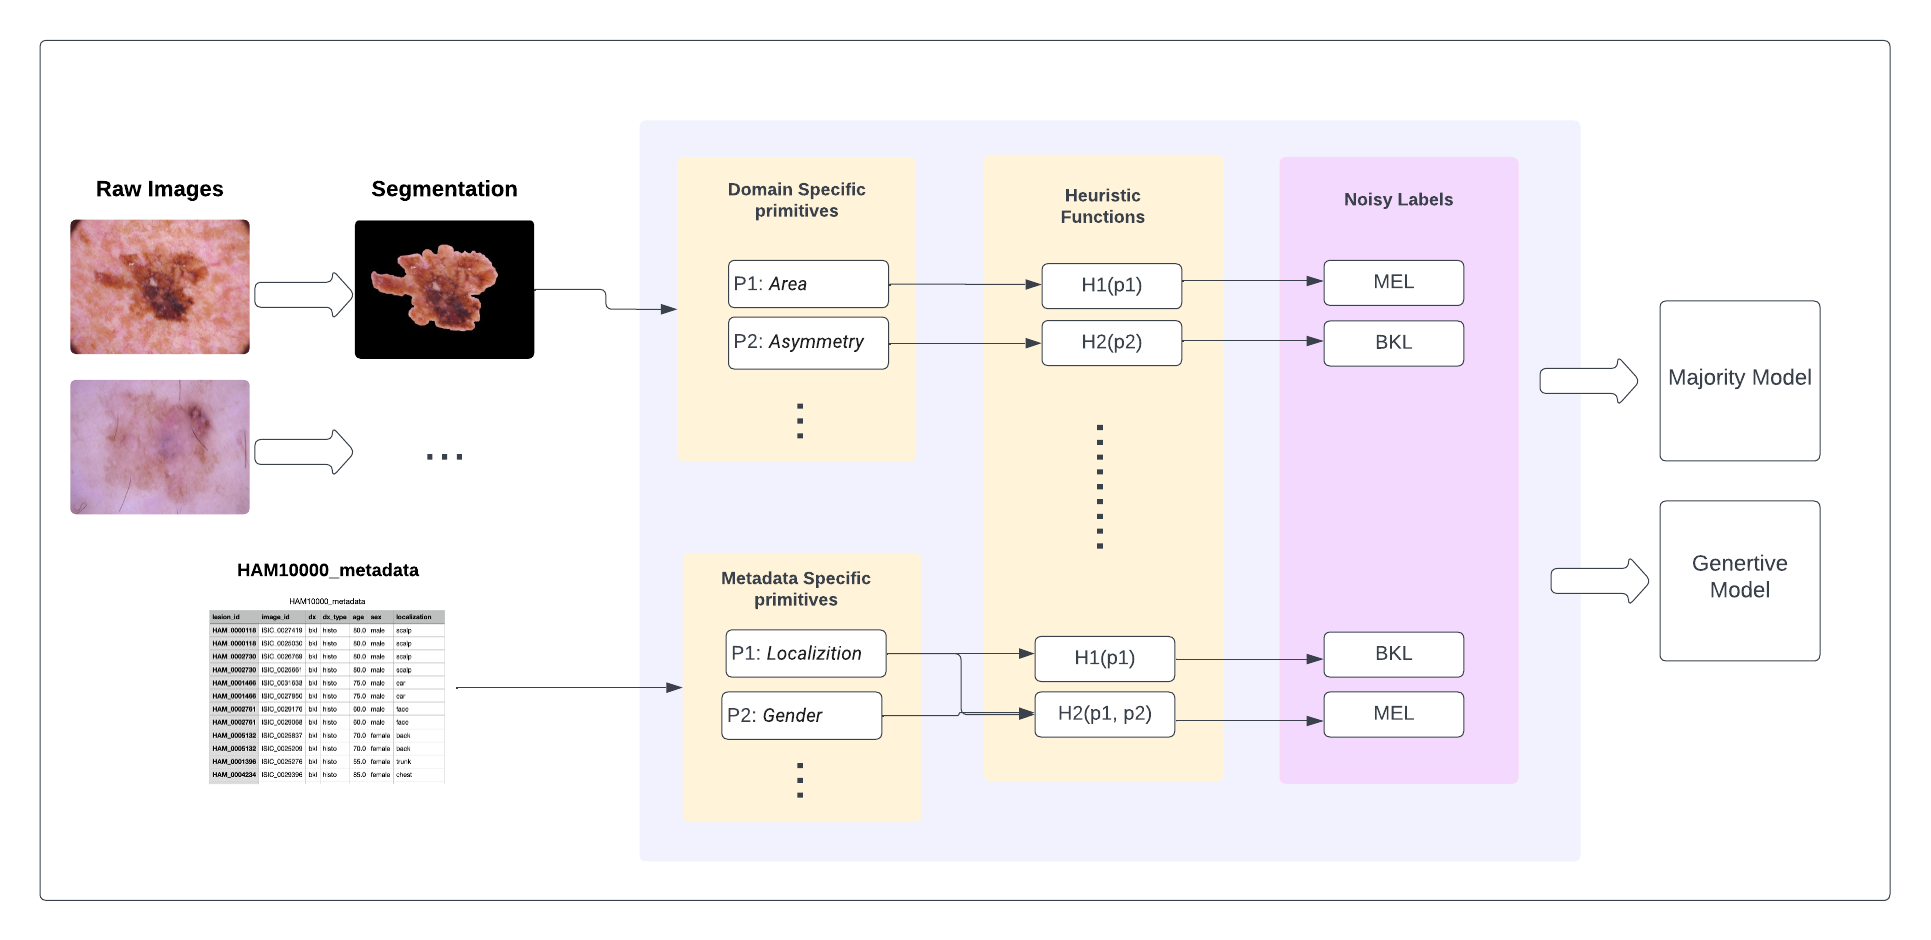 Raw Images
Segmentation
Domain Specific
primitives
P1: Area
P2: Asymmetry
Heuristic
Functions
H1(p1)
H2(p2)
Noisy Labels
MEL
BKL
Majority Model
Genertive
Model
HAM10000_metadata
HAM10000_metadata
lesion_id image_id dx dx_type age sex localization
HAM_0000118 ISIC_0027419 bkl histo 80.0 male scalp
HAM_0000118 ISIC_0025030 bkl histo 80.0 male scalp
HAM_0002730 ISIC_0026769 bkl histo 80.0 male scalp
HAM_0002730 ISIC_0025661 bkl histo 80.0 male scalp
HAM_0001466 ISIC_0031633 bkl histo 75.0 male ear
HAM_0001466 ISIC_0027850 bkl histo 75.0 male ear
HAM_0002761 ISIC_0029176 bkl histo 60.0 male face
HAM_0002761 ISIC_0029068 bkl histo 60.0 male face
HAM_0005132 ISIC_0025837 bkl histo 70.0 female back
HAM_0005132 ISIC_0025209 bkl histo 70.0 female back
HAM_0001396 ISIC_0025276 bkl histo 55.0 female trunk
HAM_0004234 ISIC_0029396 bkl histo 85.0 female chest
Metadata Specific
primitives
P1: Localizition
P2: Gender
H1(p1)
H2(p1, p2)
BKL
MEL